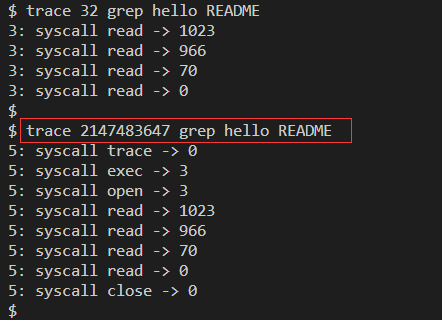 $ trace 32 grep hello README
3: syscall read -> 1023
3: syscall read -> 966
3: syscall read -> 70
3: syscall read -> 0
$
$ trace 2147483647 grep hello README
5: syscall trace -> 0
5: syscall exec -> 3
5: syscall open -> 3
5: syscall read -> 1023
5: syscall read -> 966
5: syscall read -> 70
5: syscall read -> 0
5: syscall close -> 0
$